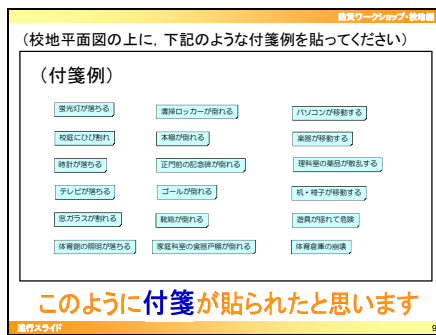 防災ワークショップ・校地編
（校地平面図の上に，下記のような付箋例を貼ってください）
（付箋例）
蛍光灯が落ちる 清掃ロッカーが倒れる パソコンが移動する
校庭にひび割れ 本棚が倒れる 楽器が移動する
時計が落ちる 正門前の記念碑が倒れる 理科室の薬品が散乱する
テレビが落ちる ゴールが倒れる 机・椅子が移動する
窓ガラスが割れる 靴箱が倒れる 遊具が揺れて危険
体育館の照明が落ちる 家庭科室の食器戸棚が倒れる 体育倉庫の崩壊
このように付箋が貼られたと思います
進行スライド 9